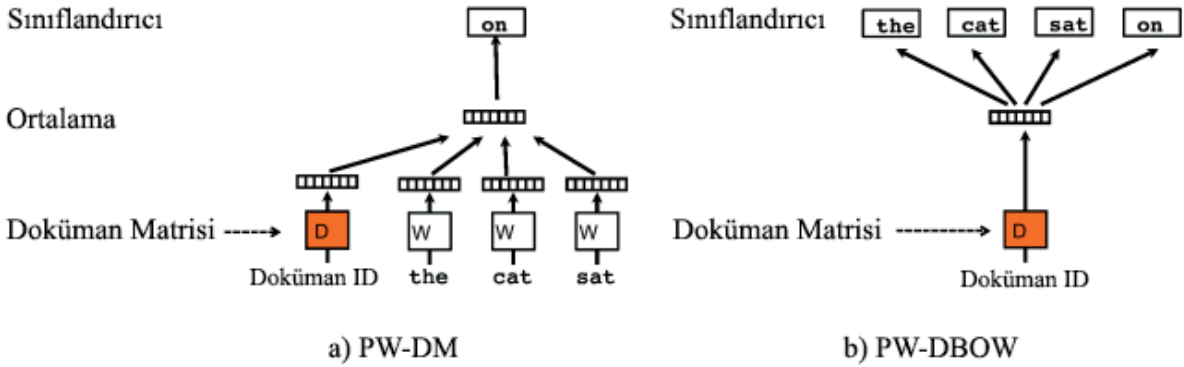 Sınıflandırıcı
on
Ortalama
Doküman Matrisi
D
W
W
W
Doküman ID
the
cat
sat
a) PW-DM
Sınıflandırıcı
the
cat
sat
on
Doküman Matrisi
D
Doküman ID
b) PW-DBOW